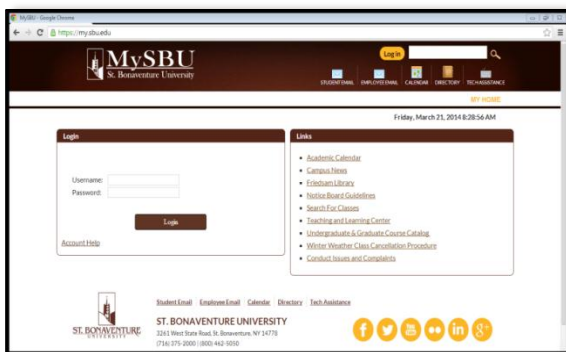 MySBU - Google Chrome
https://my.sbu.edu
MySBU
St. Bonaventure University
Log in
STUDENT EMAIL EMPLOYEE EMAIL CALENDAR DIRECTORY TECH ASSISTANCE
MY HOME
Friday, March 21, 2014 8:28:56 AM
Login
Username:
Password:
Login
Account Help
Links
Academic Calendar
Campus News
Friedsam Library
Notice Board Guidelines
Search For Classes
Teaching and Learning Center
Undergraduate & Graduate Course Catalog
Winter Weather Class Cancellation Procedure
Conduct Issues and Complaints
ST. BONAVENTURE
UNIVERSITY
Student Email Employee Email Calendar Directory Tech Assistance
ST. BONAVENTURE UNIVERSITY
3261 West State Road, St. Bonaventure, NY 14778
(716) 375-2000 | (800) 462-5050